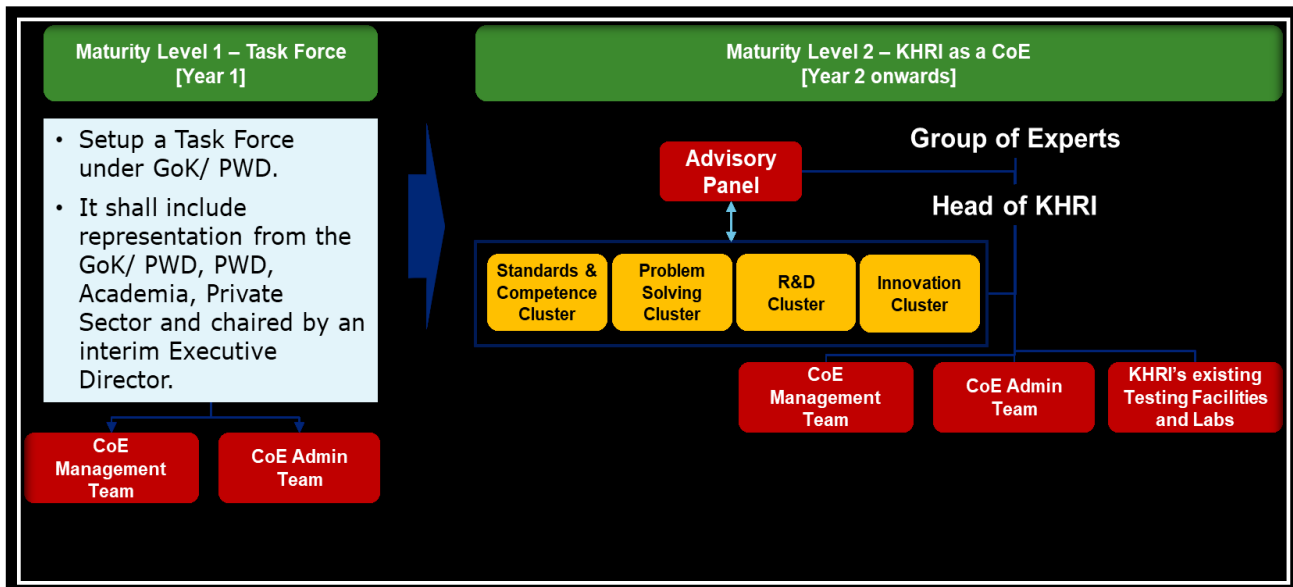 Maturity Level 1 – Task Force
[Year 1]
• Setup a Task Force
under GoK/ PWD.
• It shall include
representation from the
GoK/ PWD, PWD,
Academia, Private
Sector and chaired by an
interim Executive
Director.
CoE
Management
Team
CoE Admin
Team
Maturity Level 2 – KHRI as a CoE
[Year 2 onwards]
Group of Experts
Advisory
Panel
Head of KHRI
Standards &
Competence
Cluster
Problem
Solving
Cluster
R&D
Cluster
Innovation
Cluster
CoE
Management
Team
CoE Admin
Team
KHRI's existing
Testing Facilities
and Labs